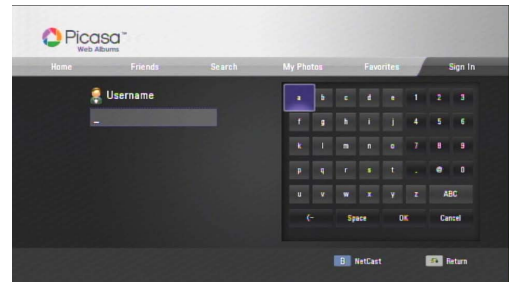 Picasa™
Web Albums
Home Friends Search My Photos Favorites Sign In
Username
_
a b c d e 1 2 3
f g h i j 4 5 6
k l m n o 7 8 9
p q r s t . @ 0
u v w x y z ABC
<- Space OK Cancel
NetCast Return